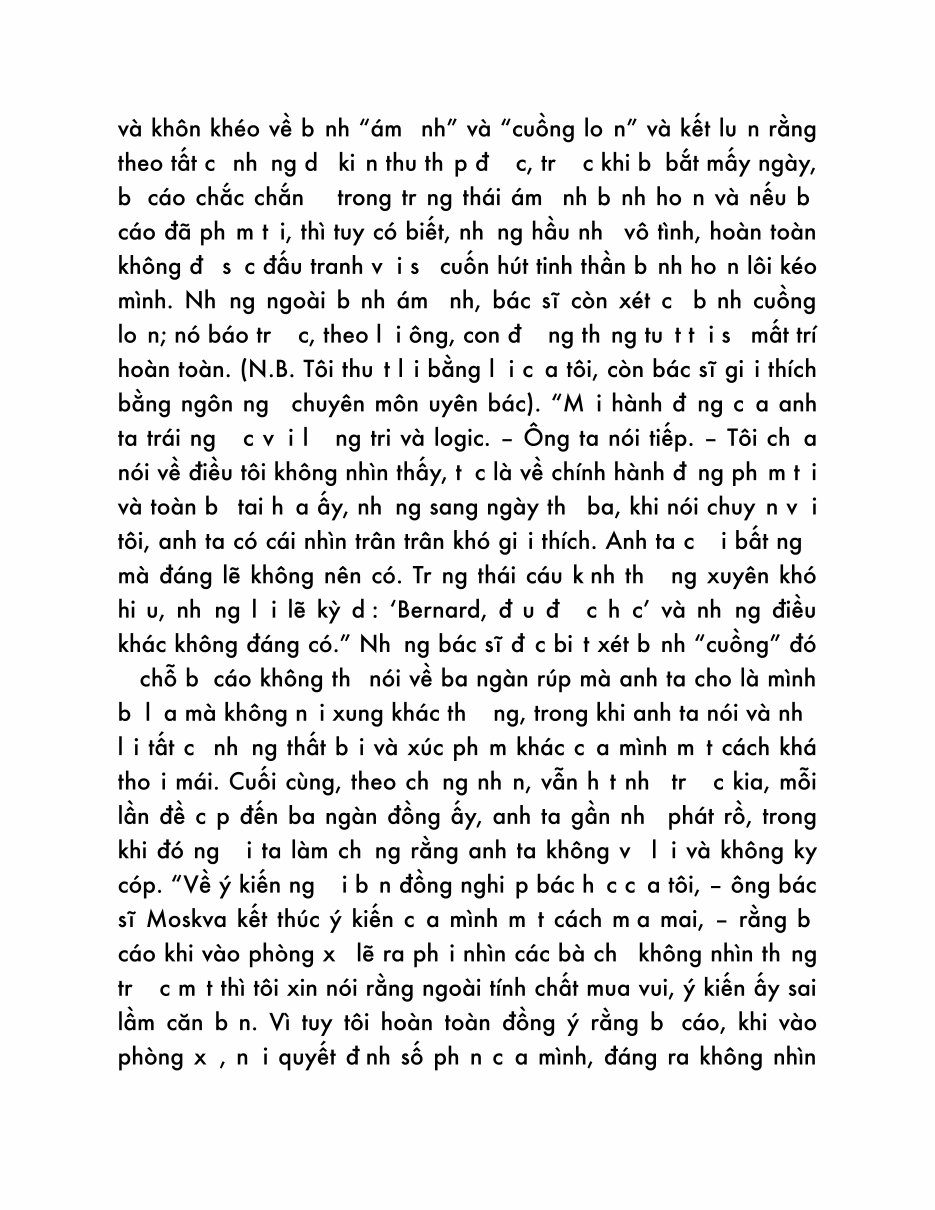 và khôn khéo về b nh “ám nh” và “cuồng lo n” và kết lu n rằng
theo tất c nh ng d ki n thu th p đ c, tr c khi b bắt mấy ngày,
b cáo chắc chắn trong tr ng thái ám nh b nh ho n và nếu b
cáo đã ph m t i, thì tuy có biết, nh ng hầu nh vô tình, hoàn toàn
không đ s c đấu tranh v i s cuốn hút tinh thần b nh ho n lôi kéo
mình. Nh ng ngoài b nh ám nh, bác sĩ còn xét c b nh cuồng
lo n; nó báo tr c, theo l i ông, con đ ng th ng tu t t i s mất trí
hoàn toàn. (N.B. Tôi thu t l i bằng l i c a tôi, còn bác sĩ gi i thích
bằng ngôn ng chuyên môn uyên bác). “M i hành đ ng c a anh
ta trái ng c v i l ng tri và logic. – Ông ta nói tiếp. – Tôi ch a
nói về điều tôi không nhìn thấy, t c là về chính hành đ ng ph m t i
và toàn b tai h a ấy, nh ng sang ngày th ba, khi nói chuy n v i
tôi, anh ta có cái nhìn trân trân khó gi i thích. Anh ta c i bất ng
mà đáng lẽ không nên có. Tr ng thái cáu k nh th ng xuyên khó
hi u, nh ng l i lẽ kỳ d : ‘Bernard, đ u đ c h c’ và nh ng điều
khác không đáng có.” Nh ng bác sĩ đ c bi t xét b nh “cuồng” đó
chỗ b cáo không th nói về ba ngàn rúp mà anh ta cho là mình
b l a mà không n i xung khác th ng, trong khi anh ta nói và nh
l i tất c nh ng thất b i và xúc ph m khác c a mình m t cách khá
tho i mái. Cuối cùng, theo ch ng nh n, vẫn h t nh tr c kia, mỗi
lần đề c p đến ba ngàn đồng ấy, anh ta gần nh phát rồ, trong
khi đó ng i ta làm ch ng rằng anh ta không v l i và không ky
cóp. “Về ý kiến ng i b n đồng nghi p bác h c c a tôi, – ông bác
sĩ Moskva kết thúc ý kiến c a mình m t cách m a mai, – rằng b
cáo khi vào phòng x lẽ ra ph i nhìn các bà ch không nhìn th ng
tr c m t thì tôi xin nói rằng ngoài tính chất mua vui, ý kiến ấy sai
lầm căn b n. Vì tuy tôi hoàn toàn đồng ý rằng b cáo, khi vào
phòng x , n i quyết đ nh số ph n c a mình, đáng ra không nhìn